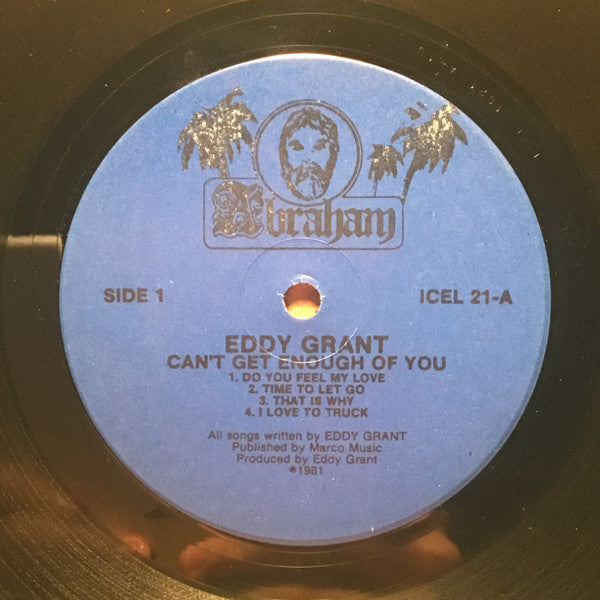 Abraham
SIDE 1
ICEL 21-A
EDDY GRANT
CAN'T GET ENOUGH OF YOU
1. DO YOU FEEL MY LOVE
2. TIME TO LET GO
3. THAT IS WHY
4. I LOVE TO TRUCK
All songs written by EDDY GRANT
Published by Marco Music
Produced by Eddy Grant
℗1981